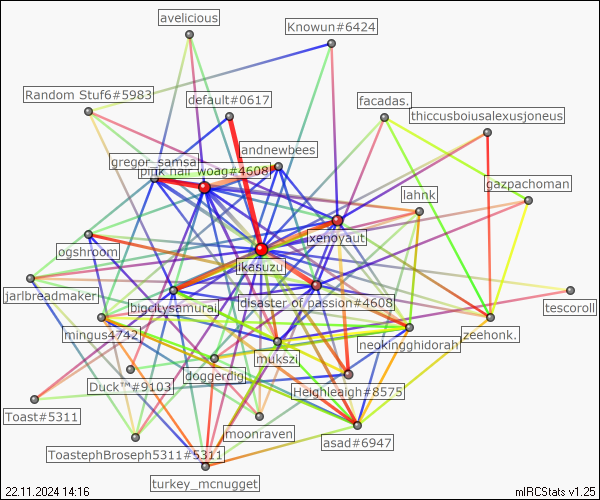 avelicious
Knowun#6424
Random Stuf6#5983
default#0617
facadas.
thiccusboiusalexusjoneus
andnewbees
gregor_samsa
pink hair woag#4608
lahnk
gazpachoman
xenoyaut
ogshroom
ikasuzu
jarlbreadmaker
bigcitysamurai
disaster of passion#4608
tescoroll
mingus4742
mukszi
neokingghidorah
zeehonk.
Duck™#9103
doggerdigi
Heighleaigh#8575
Toast#5311
moonraven
asad#6947
ToastephBroseph5311#5311
turkey_mcnugget
22.11.2024 14:16
mIRCStats v1.25